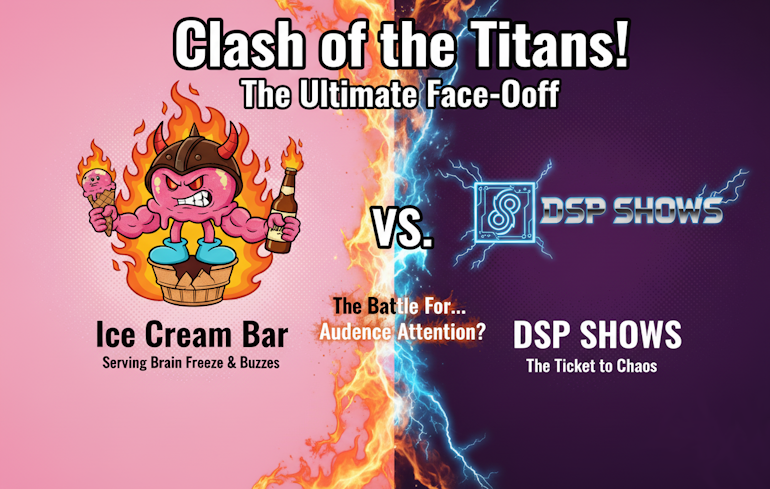 Clash of the Titans!
The Ultimate Face-Ooff
VS.
DSP SHOWS
The Battle For...
Audence Attention?
Ice Cream Bar
Serving Brain Freeze & Buzzes
DSP SHOWS
The Ticket to Chaos